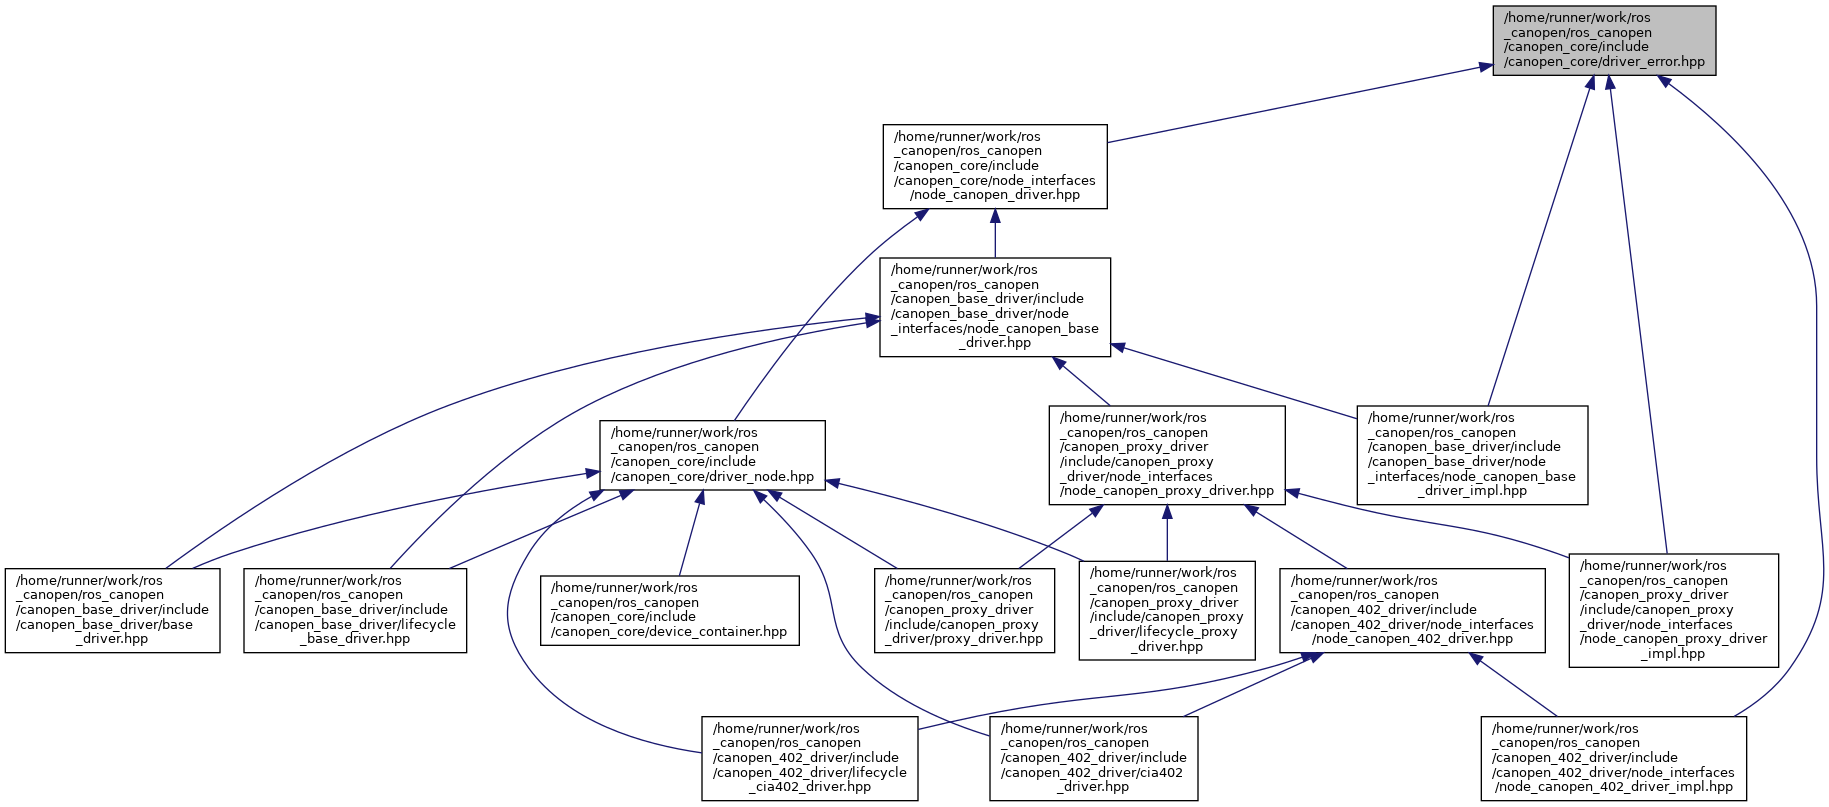 /home/runner/work/ros
_canopen/ros_canopen
/canopen_core/include
/canopen_core/driver_error.hpp
/home/runner/work/ros
_canopen/ros_canopen
/canopen_core/include
/canopen_core/node_interfaces
/node_canopen_driver.hpp
/home/runner/work/ros
_canopen/ros_canopen
/canopen_base_driver/include
/canopen_base_driver/node
_interfaces/node_canopen_base
_driver.hpp
/home/runner/work/ros
_canopen/ros_canopen
/canopen_core/include
/canopen_core/driver_node.hpp
/home/runner/work/ros
_canopen/ros_canopen
/canopen_proxy_driver
/include/canopen_proxy
_driver/node_interfaces
/node_canopen_proxy_driver.hpp
/home/runner/work/ros
_canopen/ros_canopen
/canopen_base_driver/include
/canopen_base_driver/node
_interfaces/node_canopen_base
_driver_impl.hpp
/home/runner/work/ros
_canopen/ros_canopen
/canopen_base_driver/include
/canopen_base_driver/base
_driver.hpp
/home/runner/work/ros
_canopen/ros_canopen
/canopen_base_driver/include
/canopen_base_driver/lifecycle
_base_driver.hpp
/home/runner/work/ros
_canopen/ros_canopen
/canopen_core/include
/canopen_core/device_container.hpp
/home/runner/work/ros
_canopen/ros_canopen
/canopen_proxy_driver
/include/canopen_proxy
_driver/proxy_driver.hpp
/home/runner/work/ros
_canopen/ros_canopen
/canopen_proxy_driver
/include/canopen_proxy
_driver/lifecycle_proxy
_driver.hpp
/home/runner/work/ros
_canopen/ros_canopen
/canopen_402_driver/include
/canopen_402_driver/node_interfaces
/node_canopen_402_driver.hpp
/home/runner/work/ros
_canopen/ros_canopen
/canopen_proxy_driver
/include/canopen_proxy
_driver/node_interfaces
/node_canopen_proxy_driver
_impl.hpp
/home/runner/work/ros
_canopen/ros_canopen
/canopen_402_driver/include
/canopen_402_driver/lifecycle
_cia402_driver.hpp
/home/runner/work/ros
_canopen/ros_canopen
/canopen_402_driver/include
/canopen_402_driver/cia402
_driver.hpp
/home/runner/work/ros
_canopen/ros_canopen
/canopen_402_driver/include
/canopen_402_driver/node_interfaces
/node_canopen_402_driver_impl.hpp